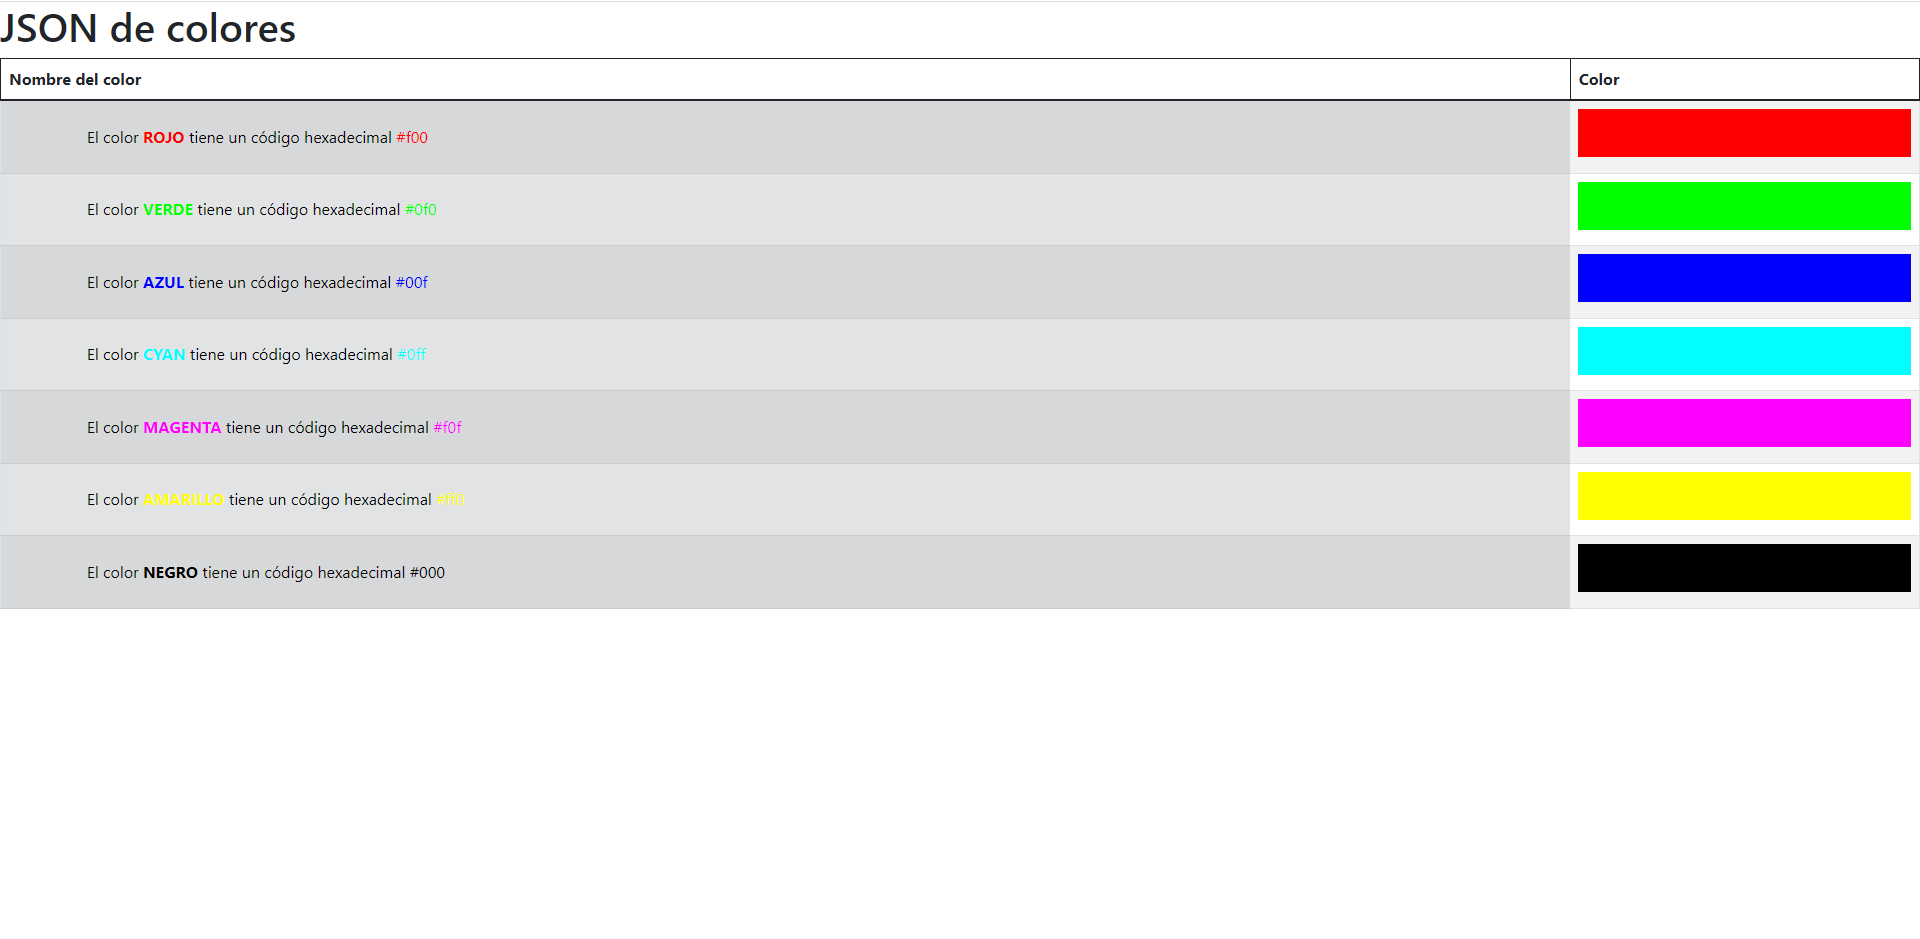 JSON de colores
Nombre del color Color
El color ROJO tiene un código hexadecimal #f00
El color VERDE tiene un código hexadecimal #0f0
El color AZUL tiene un código hexadecimal #00f
El color CYAN tiene un código hexadecimal #0ff
El color MAGENTA tiene un código hexadecimal #f0f
El color AMARILLO tiene un código hexadecimal #ff0
El color NEGRO tiene un código hexadecimal #000